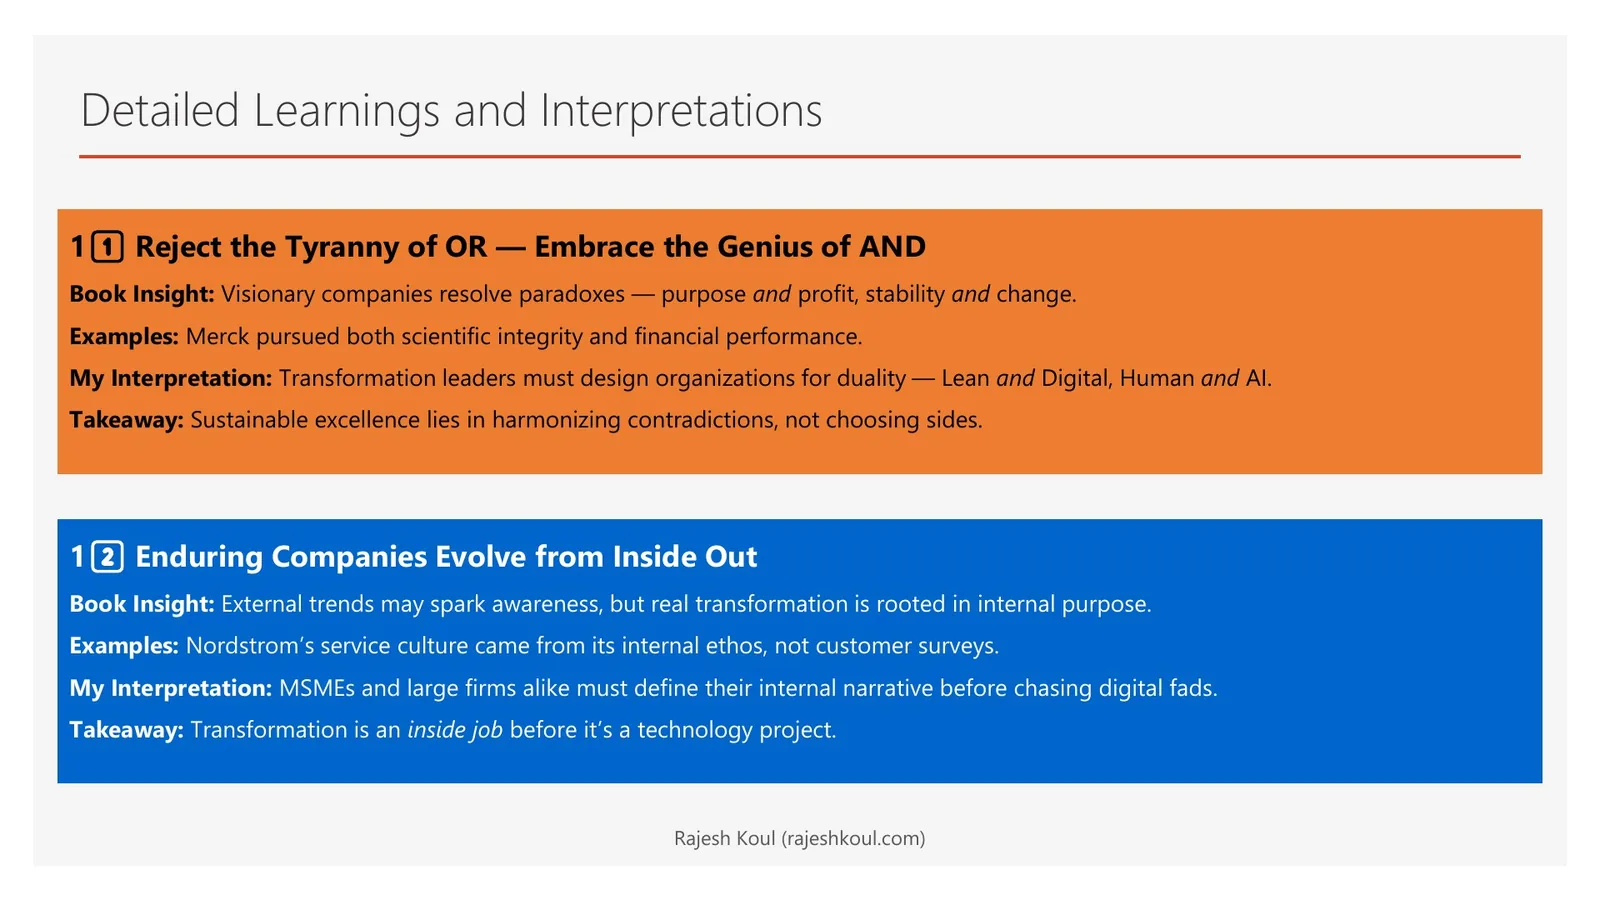 Detailed Learnings and Interpretations
11️⃣ Reject the Tyranny of OR — Embrace the Genius of AND
Book Insight: Visionary companies resolve paradoxes — purpose and profit, stability and change.
Examples: Merck pursued both scientific integrity and financial performance.
My Interpretation: Transformation leaders must design organizations for duality — Lean and Digital, Human and AI.
Takeaway: Sustainable excellence lies in harmonizing contradictions, not choosing sides.
12️⃣ Enduring Companies Evolve from Inside Out
Book Insight: External trends may spark awareness, but real transformation is rooted in internal purpose.
Examples: Nordstrom’s service culture came from its internal ethos, not customer surveys.
My Interpretation: MSMEs and large firms alike must define their internal narrative before chasing digital fads.
Takeaway: Transformation is an inside job before it’s a technology project.
Rajesh Koul (rajeshkoul.com)